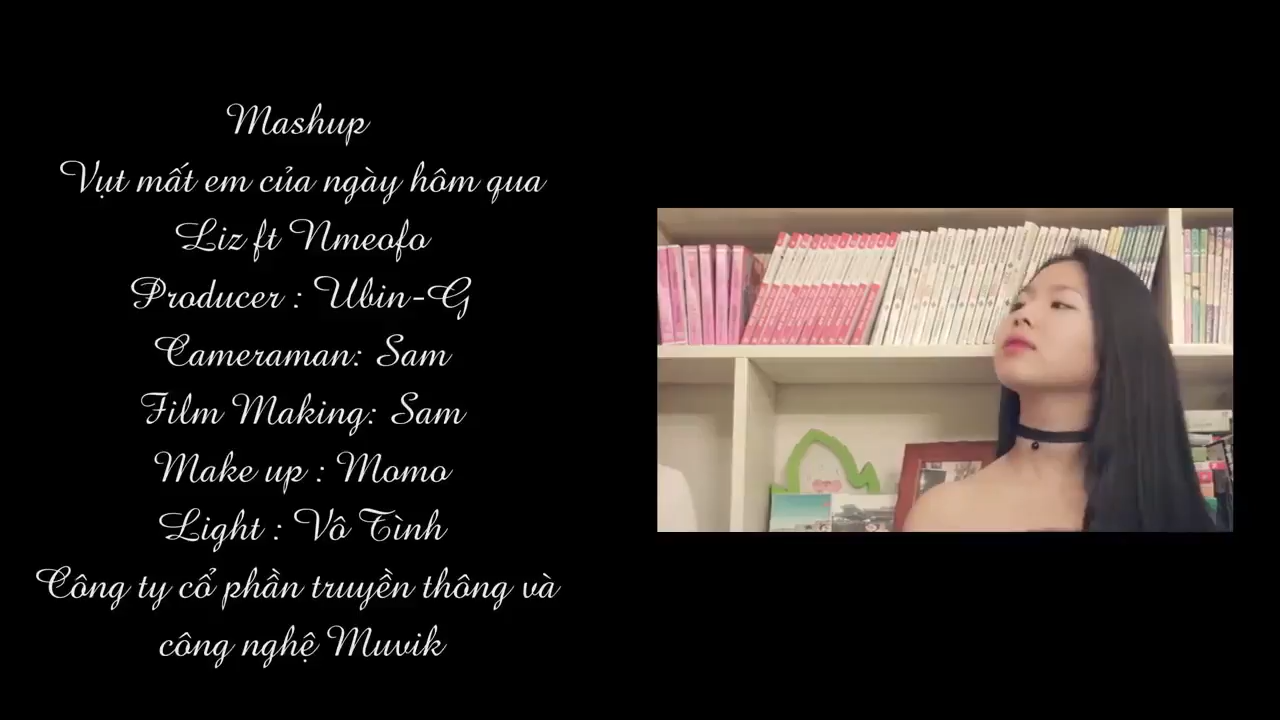 Mashup
Vụt mất em của ngày hôm qua
Liz ft Nmeofo
Producer : Ubin-G
Cameraman: Sam
Film Making: Sam
Make up : Momo
Light : Vô Tình
Công ty cổ phần truyền thông và
công nghệ Muvik